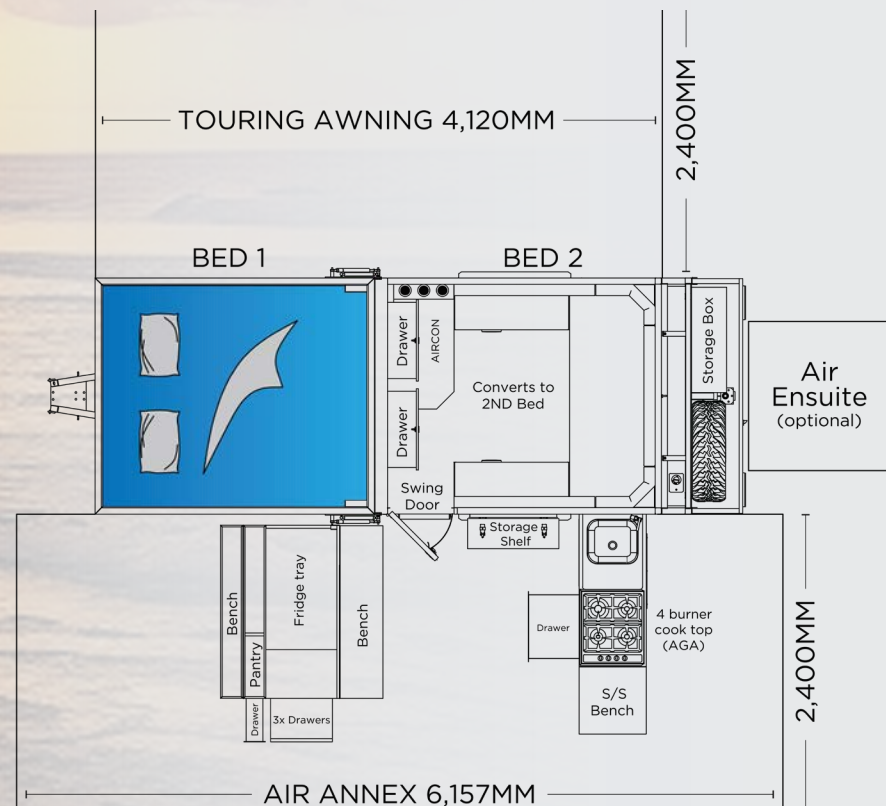 TOURING AWNING 4,120MM
2,400MM
BED 1
BED 2
Drawer
AIRCON
Drawer
Converts to
2ND Bed
Storage Box
Air
Ensuite
(optional)
Swing
Door
Storage
Shelf
Bench
Pantry
Fridge tray
Bench
Drawer
3x Drawers
Drawer
4 burner
cook top
(AGA)
S/S
Bench
2,400MM
AIR ANNEX 6,157MM